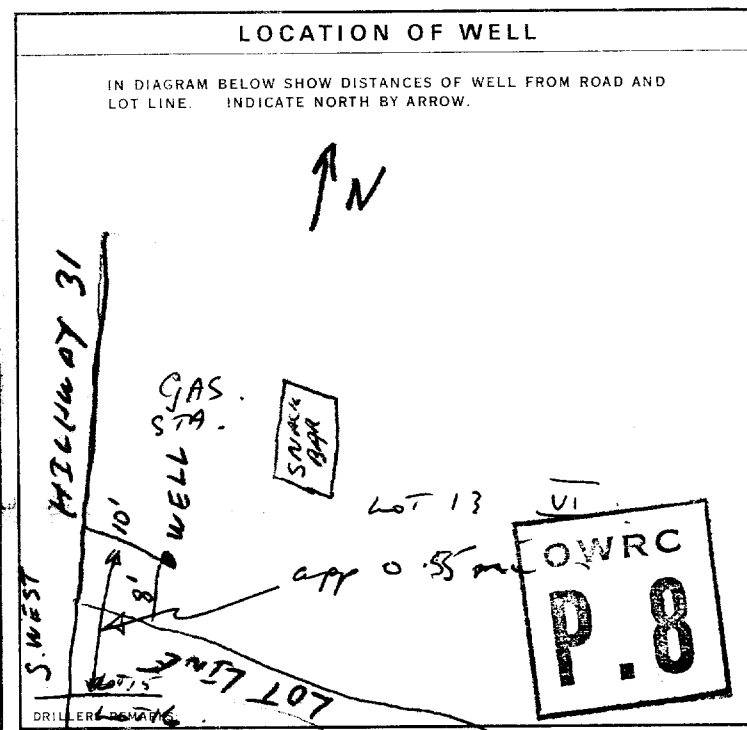 LOCATION OF WELL
IN DIAGRAM BELOW SHOW DISTANCES OF WELL FROM ROAD AND
LOT LINE. INDICATE NORTH BY ARROW.
N
HIGHWAY 31
GAS.
STA.
SNACK
BAR
WELL
10'
8'
LOT 13 VI
app 0.55
OWRC
P.8
S. WEST
LOT LINE
LOT 15
DRILLERS REMARKS: